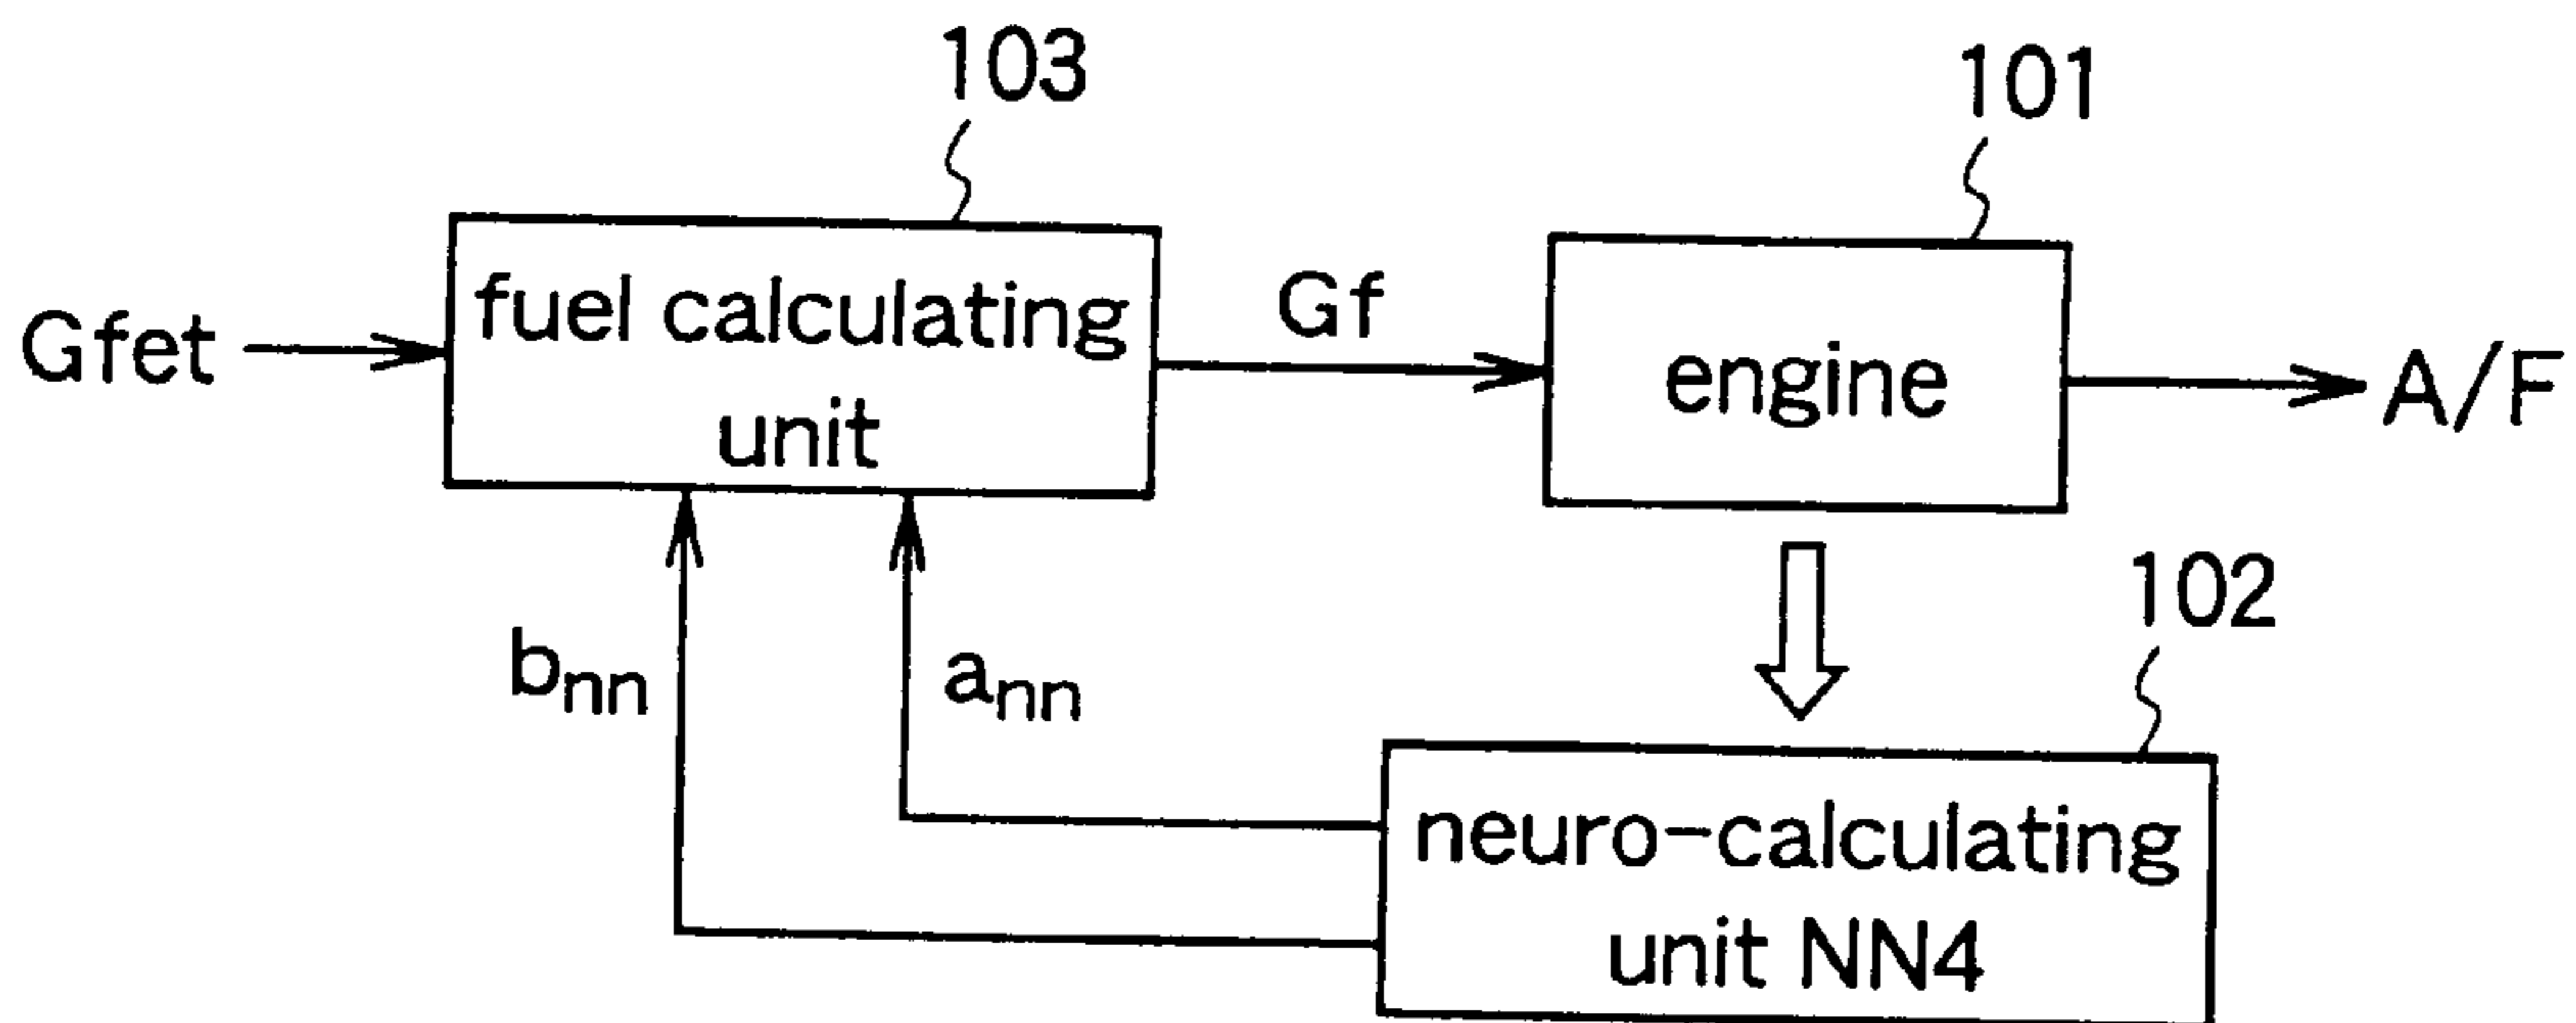 103
101
Gfet
fuel calculating
unit
Gf
engine
A/F
102
bnn
ann
neuro-calculating
unit NN4